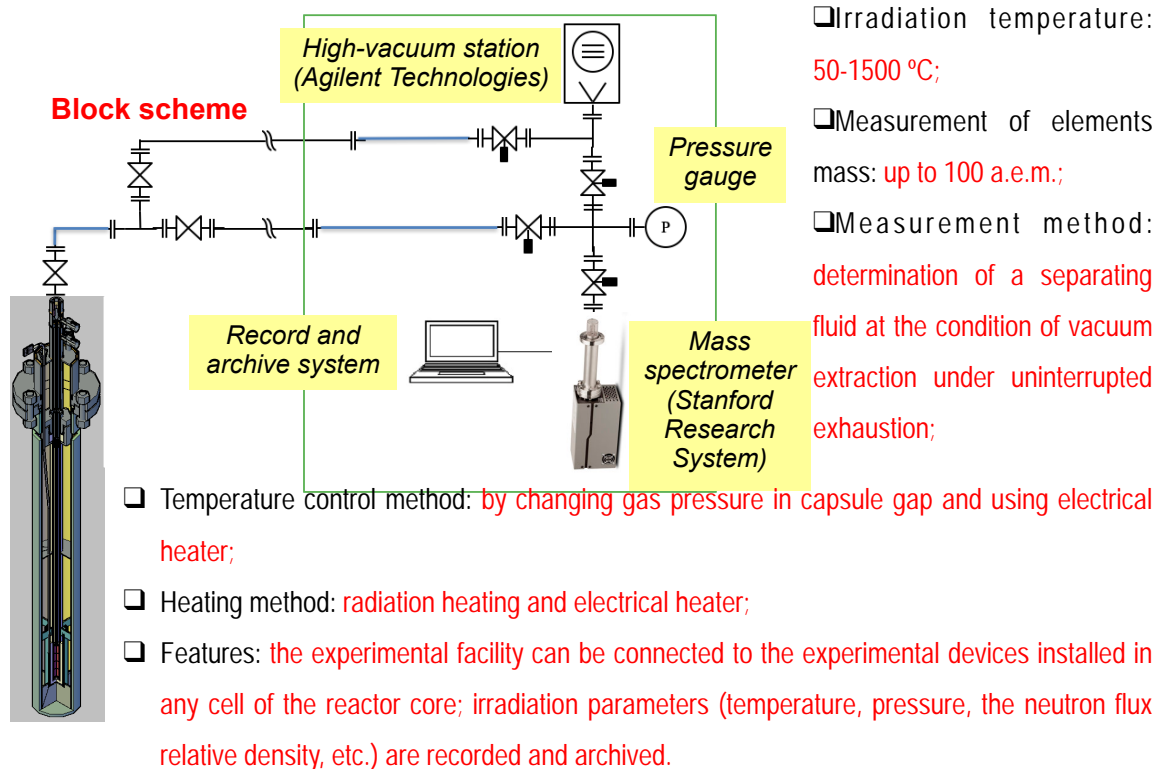 Block scheme
High-vacuum station
(Agilent Technologies)
Pressure
gauge
P
Record and
archive system
Mass
spectrometer
(Stanford
Research
System)
❑Irradiation temperature:
50-1500 ºC;
❑Measurement of elements
mass: up to 100 a.e.m.;
❑Measurement method:
determination of a separating
fluid at the condition of vacuum
extraction under uninterrupted
exhaustion;
❑ Temperature control method: by changing gas pressure in capsule gap and using electrical
heater;
❑ Heating method: radiation heating and electrical heater;
❑ Features: the experimental facility can be connected to the experimental devices installed in
any cell of the reactor core; irradiation parameters (temperature, pressure, the neutron flux
relative density, etc.) are recorded and archived.